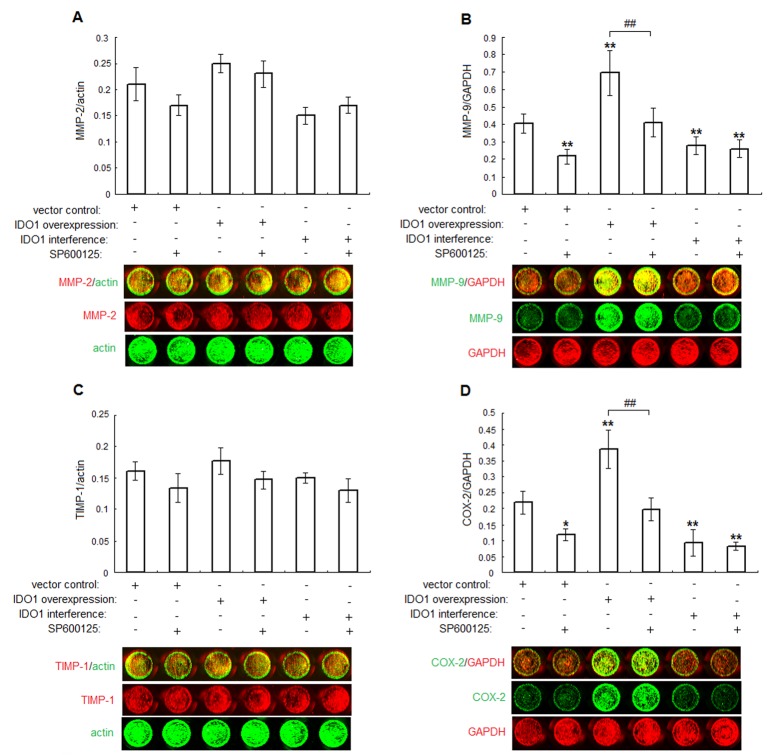 A
MMP-2/actin
0.3
0.25
0.2
0.15
0.1
0.05
0
vector control: + + - - - -
IDO1 overexpression: - - + + - -
IDO1 interference: - - - - + +
SP600125: - + - + - +
MMP-2/actin
MMP-2
actin
B
MMP-9/GAPDH
0.9
0.8
0.7
0.6
0.5
0.4
0.3
0.2
0.1
0
##
** ** ** **
vector control: + + - - - -
IDO1 overexpression: - - + + - -
IDO1 interference: - - - - + +
SP600125: - + - + - +
MMP-9/GAPDH
MMP-9
GAPDH
C
TIMP-1/actin
0.25
0.2
0.15
0.1
0.05
0
vector control: + + - - - -
IDO1 overexpression: - - + + - -
IDO1 interference: - - - - + +
SP600125: - + - + - +
TIMP-1/actin
TIMP-1
actin
D
COX-2/GAPDH
0.5
0.45
0.4
0.35
0.3
0.25
0.2
0.15
0.1
0.05
0
##
* ** ** **
vector control: + + - - - -
IDO1 overexpression: - - + + - -
IDO1 interference: - - - - + +
SP600125: - + - + - +
COX-2/GAPDH
COX-2
GAPDH